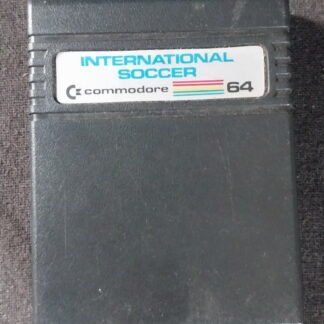 INTERNATIONAL
SOCCER
commodore 64